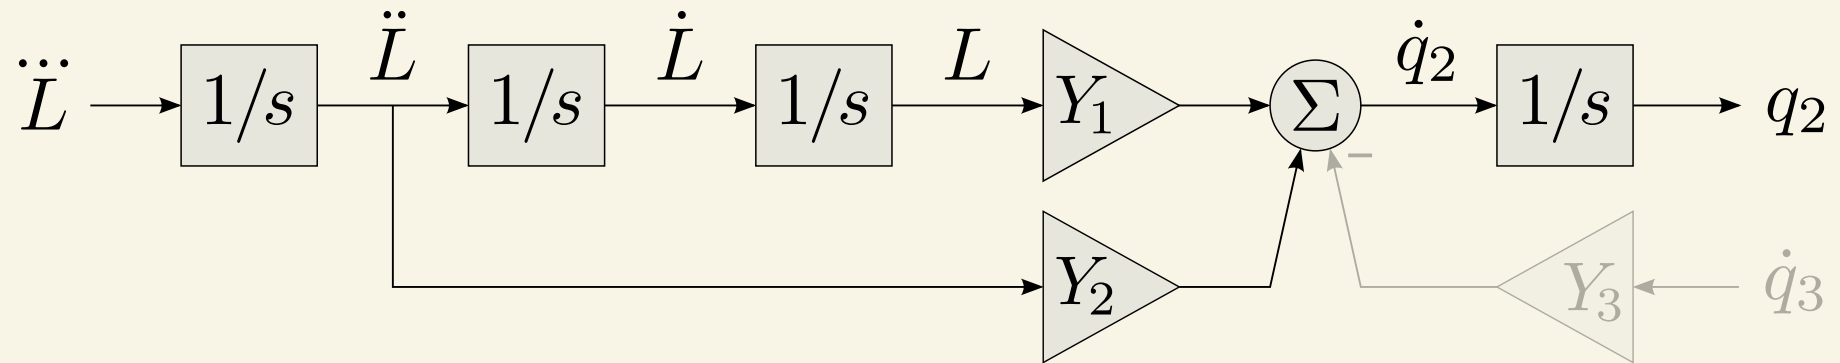 L⃛ 1/s L̈ 1/s L̇ 1/s L Y₁ Σ q̇₂ 1/s q₂
−
Y₂ Y₃ q̇₃